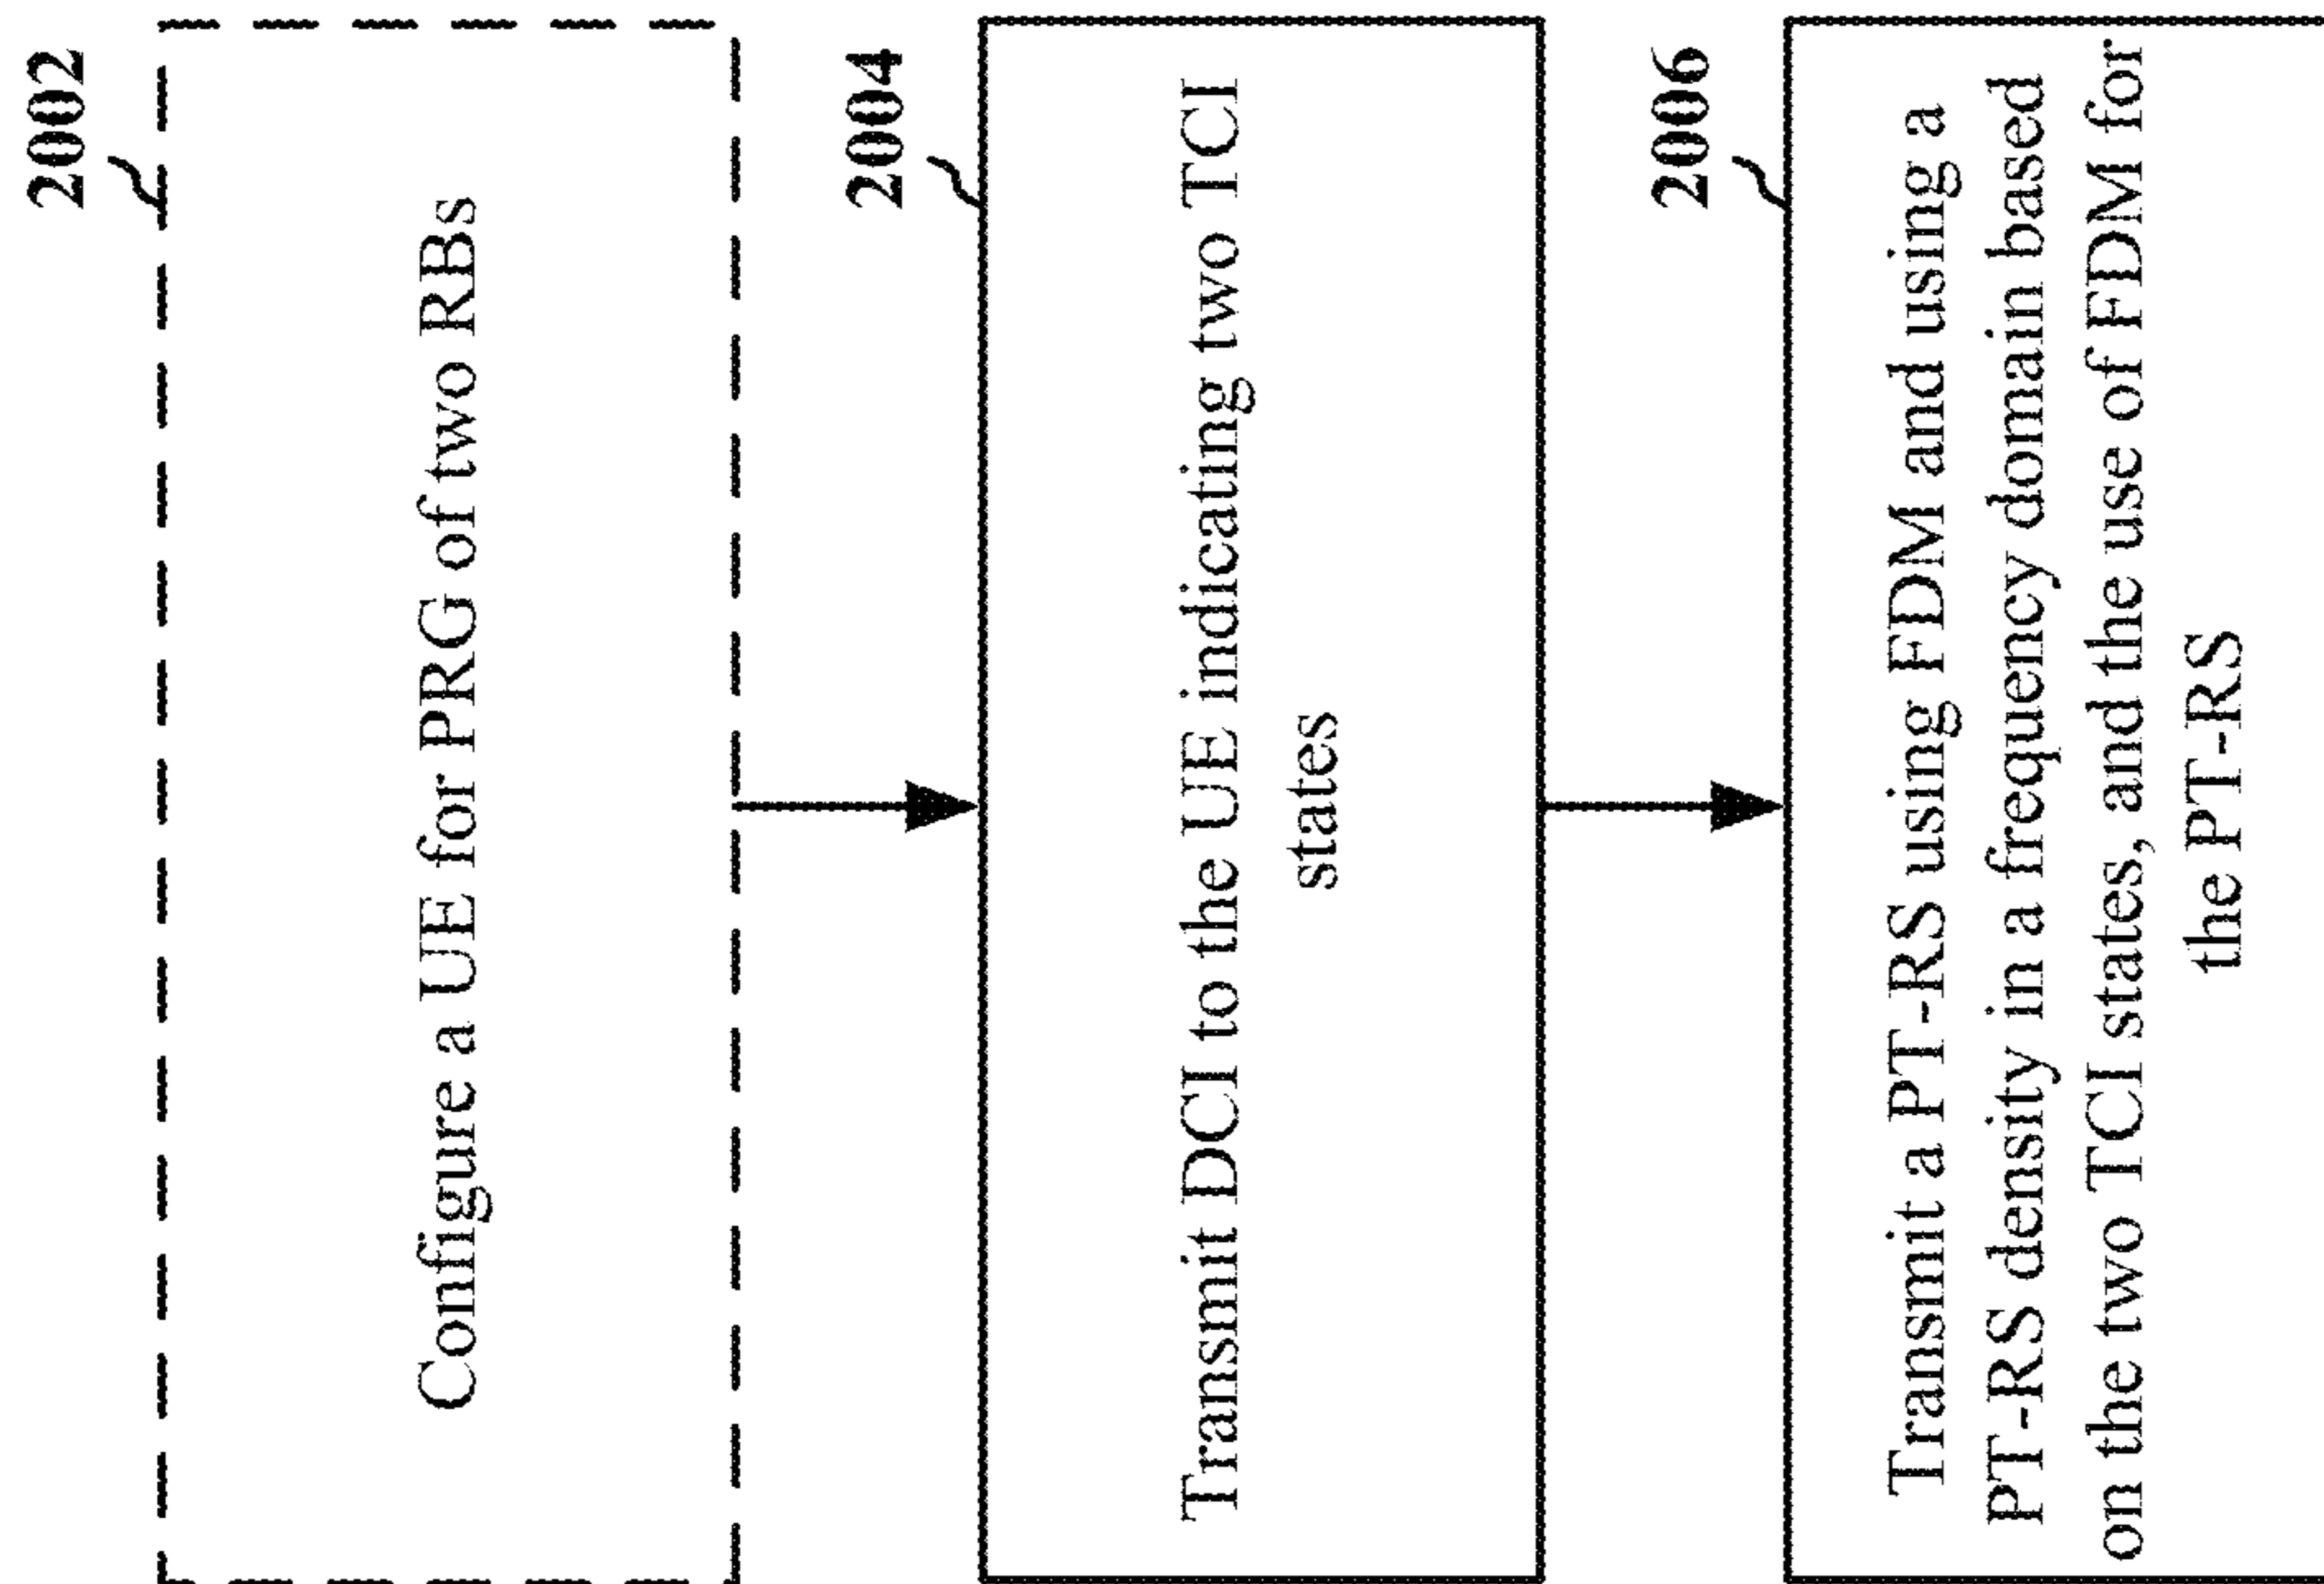 2002
Configure a UE for PRG of two RBs
2004
Transmit DCI to the UE indicating two TCI
states
2006
Transmit a PT-RS using FDM and using a
PT-RS density in a frequency domain based
on the two TCI states, and the use of FDM for
the PT-RS